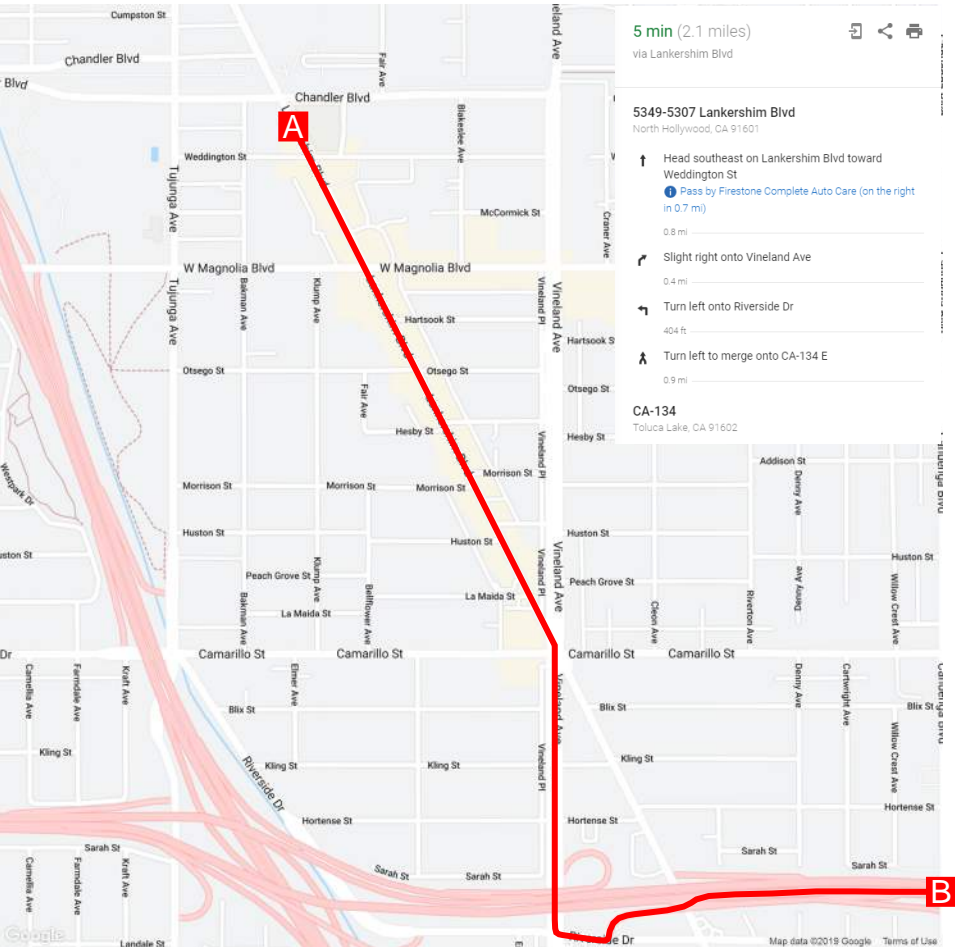 Cumpston St
Chandler Blvd
Blvd
Fair Ave
Vineland Ave
Chandler Blvd
A
Blakeslee Ave
Weddington St
Tujunga Ave
McCormick St
Craner Ave
W Magnolia Blvd
W Magnolia Blvd
Tujunga Ave
Bakman Ave
Klump Ave
Vineland Pl
Vineland Ave
Lankershim Blvd
Hartsook St
Hartsook S
Otsego St
Otsego St
Otsego St
Fair Ave
Lankershim Blvd
Hesby St
Vineland Pl
Hesby St
Westpark Dr
Morrison St
Morrison St
Morrison St
Morrison St
Addison St
Denny Ave
Huston St
Huston St
Huston St
Huston St
uston St
Vineland Pl
Vineland Ave
Peach Grove St
Klump Ave
Bellflower Ave
Peach Grove St
Denny Ave
Willow Crest Ave
Bakman Ave
La Maida St
La Maida St
Cleon Ave
Riverton Ave
Dr
Camarillo St
Camarillo St
Camarillo St
Camarillo St
Camellia Ave
Farmdale Ave
Kraft Ave
Elmer Ave
Vineland Ave
Denny Ave
Cartwright Ave
Blix St
Blix St
Blix St
Kling St
Kling St
Kling St
Kling St
Vineland Pl
Willow Crest Ave
Riverside Dr
Hortense St
Hortense St
Hortense St
Sarah St
Sarah St
Sarah St
Sarah St
Sarah St
Camellia Ave
Farmdale Ave
Kraft Ave
B
Google
Landale St
E
Riverside Dr
Map data ©2019 Google
Terms of Use
5 min (2.1 miles)
via Lankershim Blvd
5349-5307 Lankershim Blvd
North Hollywood, CA 91601
Head southeast on Lankershim Blvd toward
Weddington St
Pass by Firestone Complete Auto Care (on the right
in 0.7 mi)
0.8 mi
Slight right onto Vineland Ave
0.4 mi
Turn left onto Riverside Dr
404 ft
Turn left to merge onto CA-134 E
0.9 mi
CA-134
Toluca Lake, CA 91602